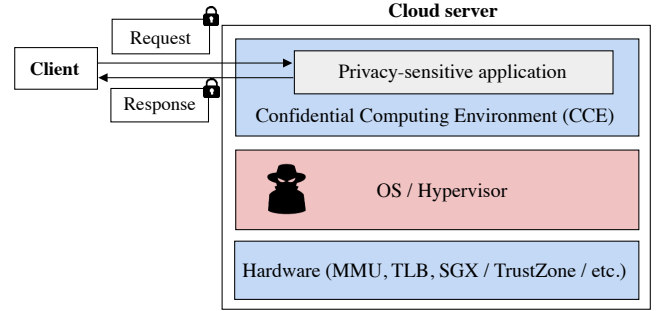 Cloud server
Request
Client
Privacy-sensitive application
Response
Confidential Computing Environment (CCE)
OS / Hypervisor
Hardware (MMU, TLB, SGX / TrustZone / etc.)